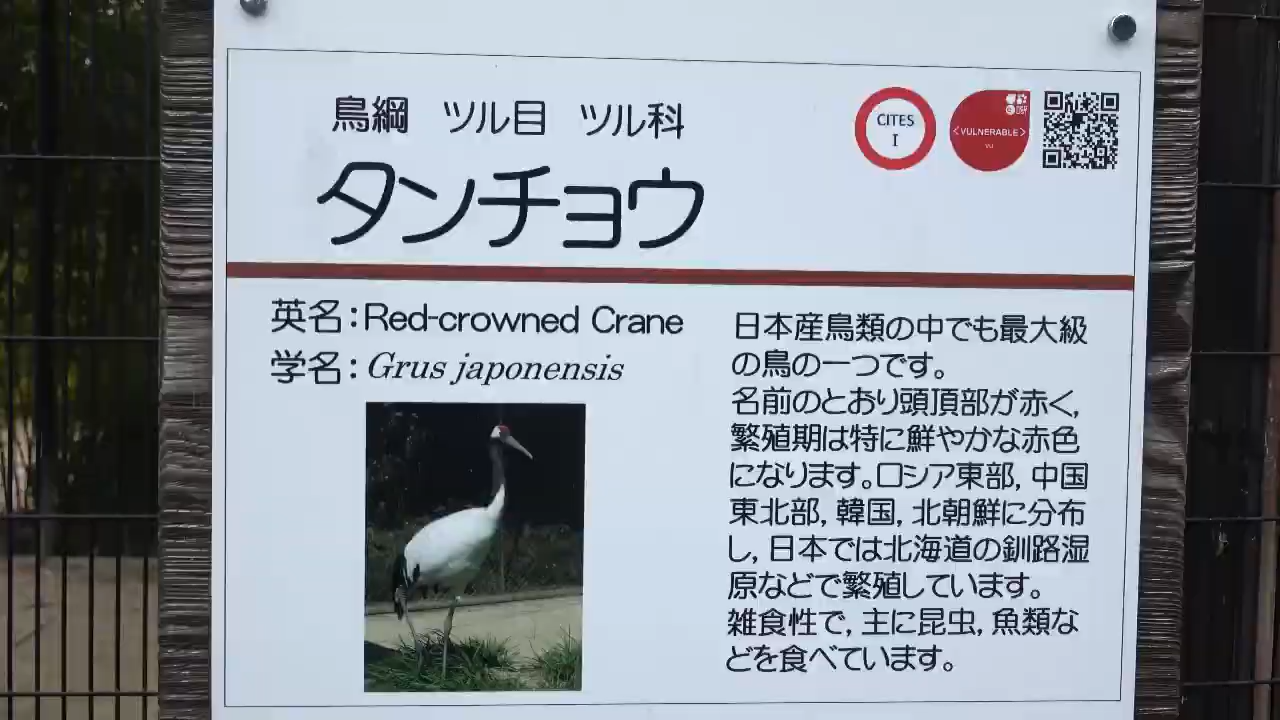 鳥綱 ツル目 ツル科
CITES
I
<VULNERABLE>
VU
タンチョウ
英名：Red-crowned Crane
学名：Grus japonensis
日本産鳥類の中でも最大級
の鳥の一つです。
名前のとおり頭頂部が赤く，
繁殖期は特に鮮やかな赤色
になります。ロシア東部，中国
東北部，韓国，北朝鮮に分布
し，日本では北海道の釧路湿
原などで繁殖しています。
雑食性で，主に昆虫，魚類な
どを食べています。